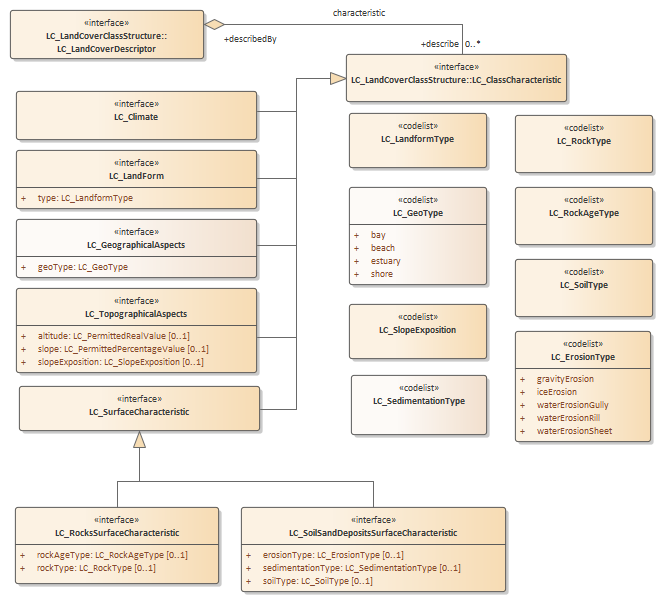 «interface»
LC_LandCoverClassStructure::
LC_LandCoverDescriptor
characteristic
+describedBy
+describe 0..*
«interface»
LC_LandCoverClassStructure::LC_ClassCharacteristic
«interface»
LC_Climate
«interface»
LC_LandForm
+ type: LC_LandformType
«interface»
LC_GeographicalAspects
+ geoType: LC_GeoType
«interface»
LC_TopographicalAspects
+ altitude: LC_PermittedRealValue [0..1]
+ slope: LC_PermittedPercentageValue [0..1]
+ slopeExposition: LC_SlopeExposition [0..1]
«interface»
LC_SurfaceCharacteristic
«codelist»
LC_LandformType
«codelist»
LC_GeoType
+ bay
+ beach
+ estuary
+ shore
«codelist»
LC_SlopeExposition
«codelist»
LC_SedimentationType
«codelist»
LC_RockType
«codelist»
LC_RockAgeType
«codelist»
LC_SoilType
«codelist»
LC_ErosionType
+ gravityErosion
+ iceErosion
+ waterErosionGully
+ waterErosionRill
+ waterErosionSheet
«interface»
LC_RocksSurfaceCharacteristic
+ rockAgeType: LC_RockAgeType [0..1]
+ rockType: LC_RockType [0..1]
«interface»
LC_SoilSandDepositsSurfaceCharacteristic
+ erosionType: LC_ErosionType [0..1]
+ sedimentationType: LC_SedimentationType [0..1]
+ soilType: LC_SoilType [0..1]